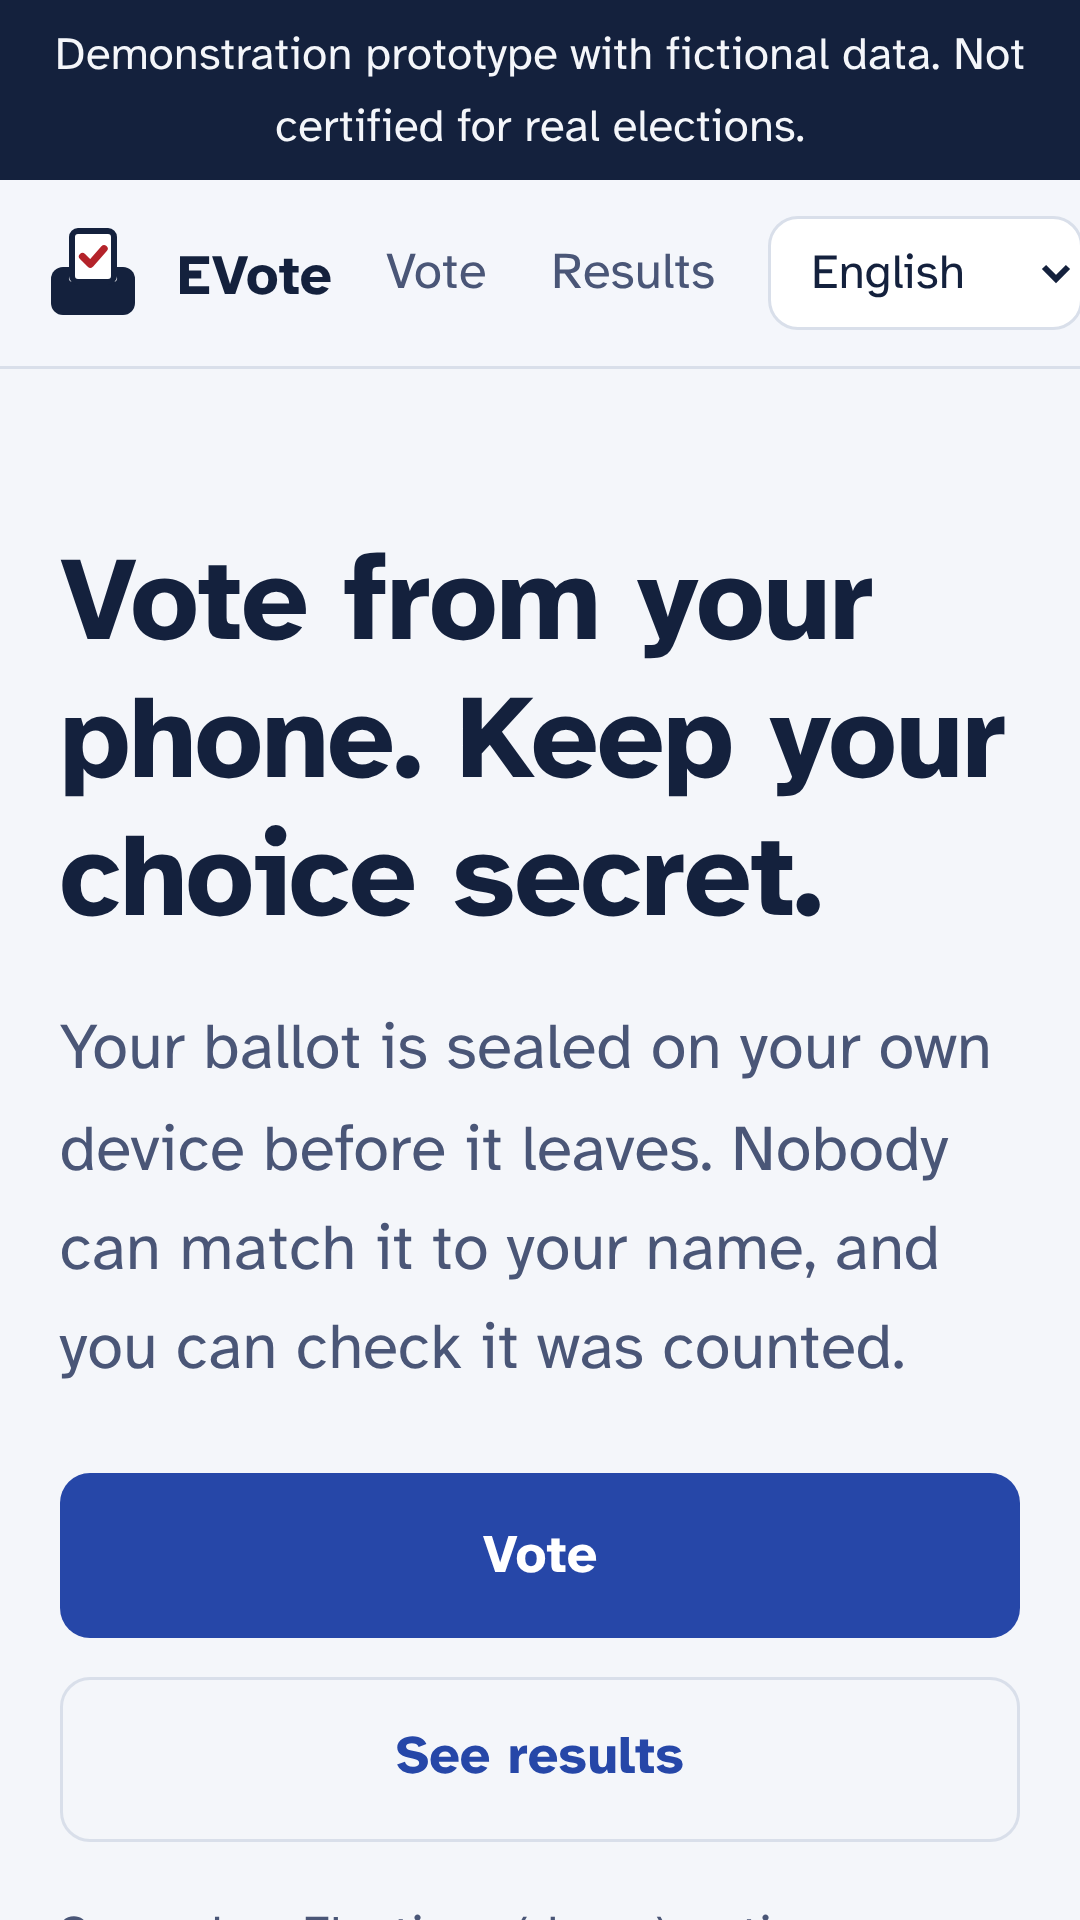 Demonstration prototype with fictional data. Not
certified for real elections.
EVote
Vote
Results
English
Vote from your
phone. Keep your
choice secret.
Your ballot is sealed on your own
device before it leaves. Nobody
can match it to your name, and
you can check it was counted.
Vote
See results